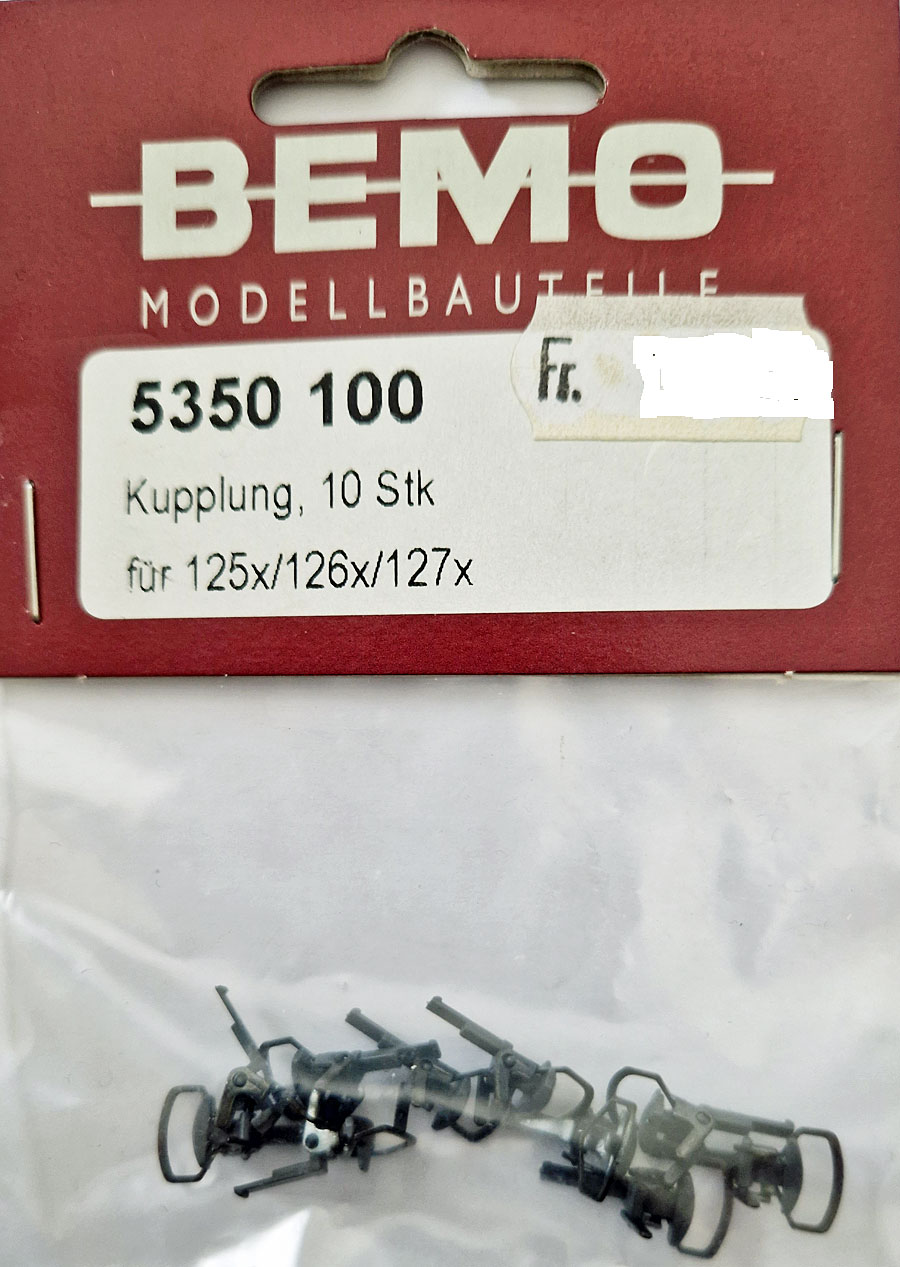 BEMO
MODELLBAUTEILE
5350 100
Fr.
Kupplung, 10 Stk
für 125x/126x/127x